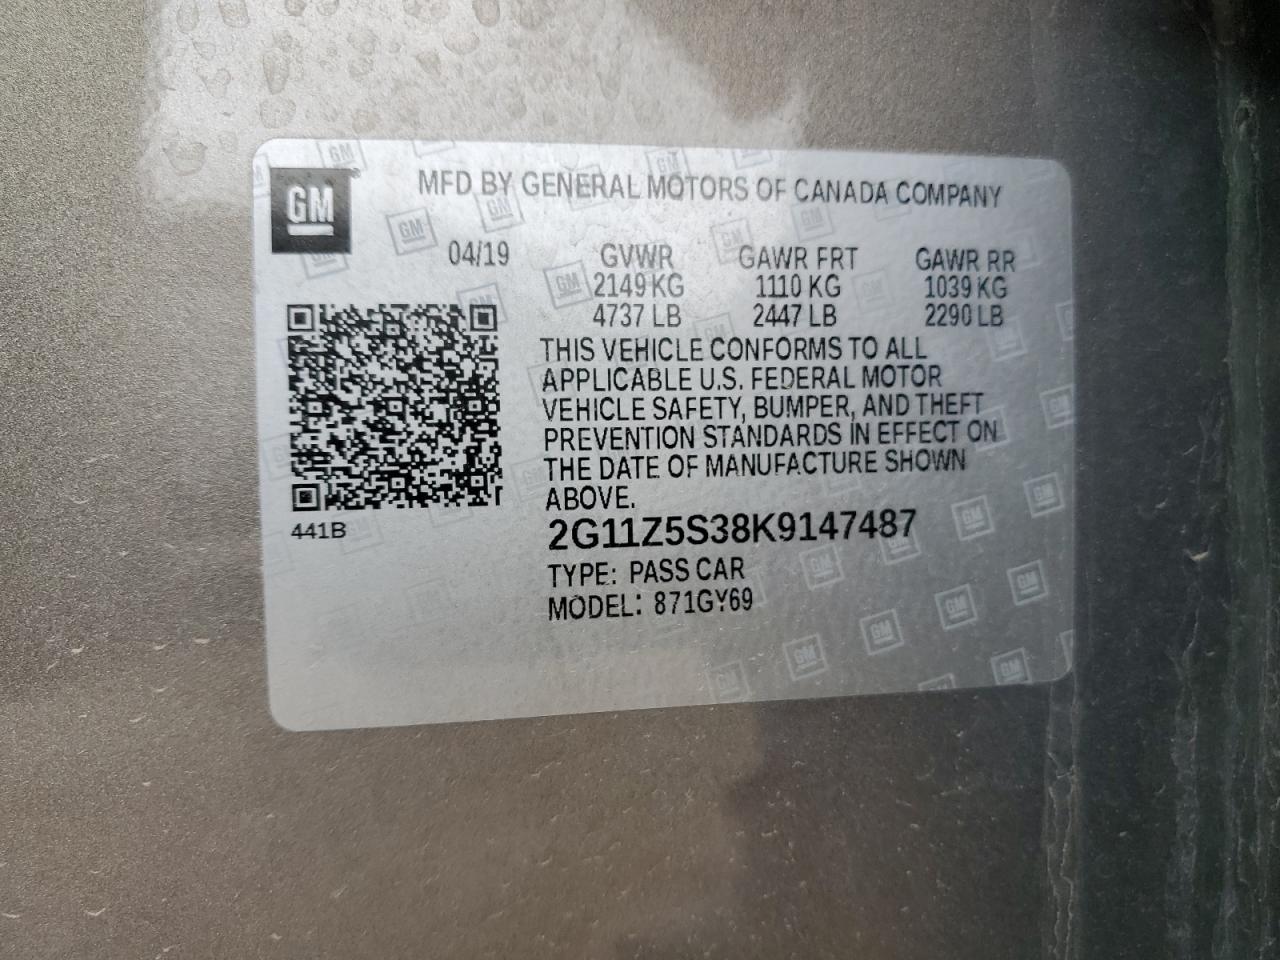 GM
MFD BY GENERAL MOTORS OF CANADA COMPANY
04/19 GVWR GAWR FRT GAWR RR
2149 KG 1110 KG 1039 KG
4737 LB 2447 LB 2290 LB
THIS VEHICLE CONFORMS TO ALL
APPLICABLE U.S. FEDERAL MOTOR
VEHICLE SAFETY, BUMPER, AND THEFT
PREVENTION STANDARDS IN EFFECT ON
THE DATE OF MANUFACTURE SHOWN
ABOVE.
441B
2G11Z5S38K9147487
TYPE: PASS CAR
MODEL: 871GY69